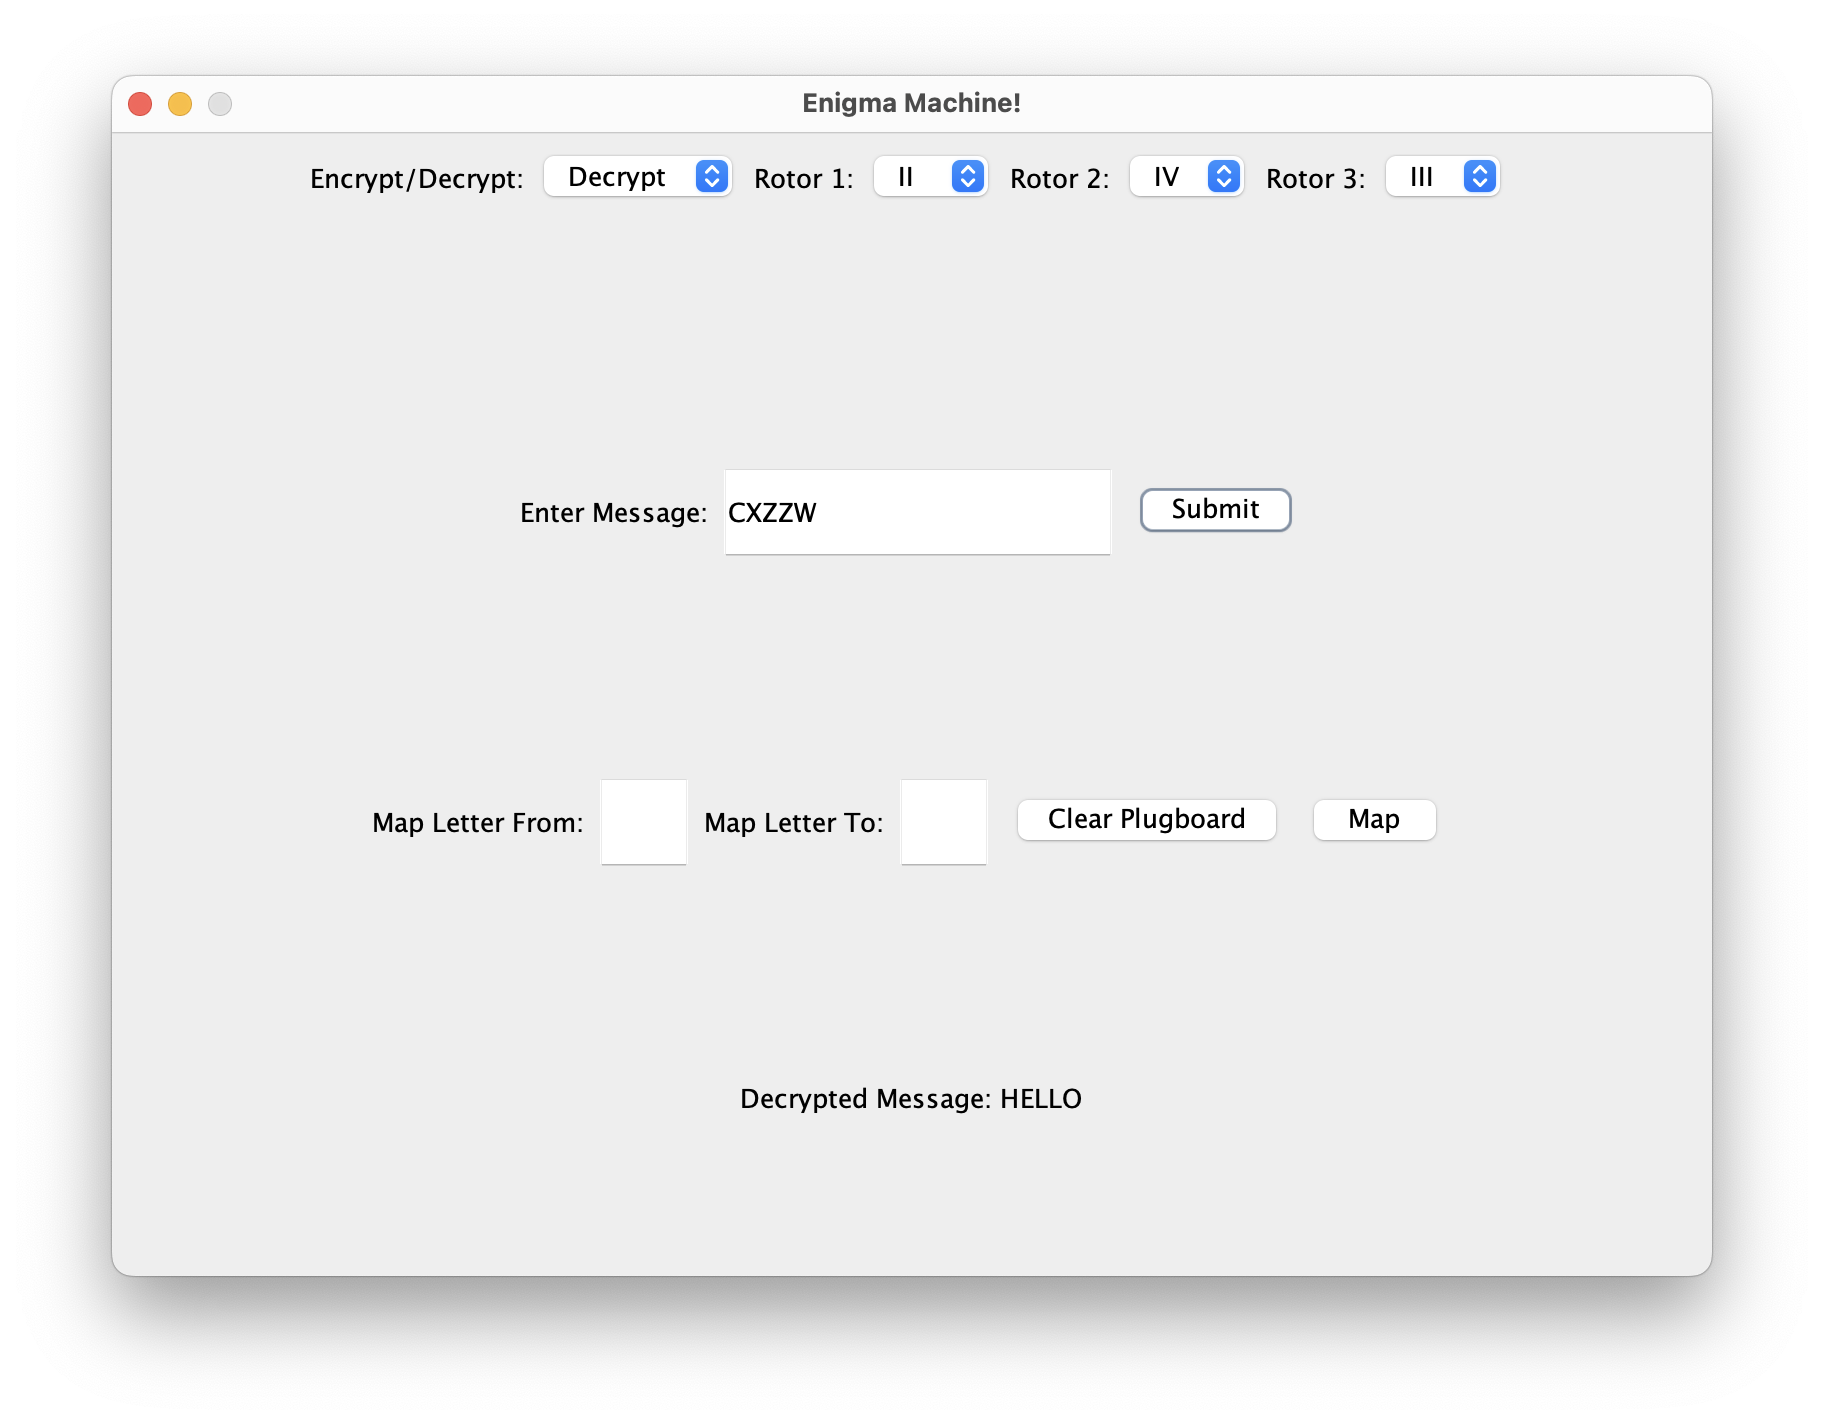 Enigma Machine!
Encrypt/Decrypt: Decrypt Rotor 1: II Rotor 2: IV Rotor 3: III
Enter Message: CXZZW Submit
Map Letter From: Map Letter To: Clear Plugboard Map
Decrypted Message: HELLO